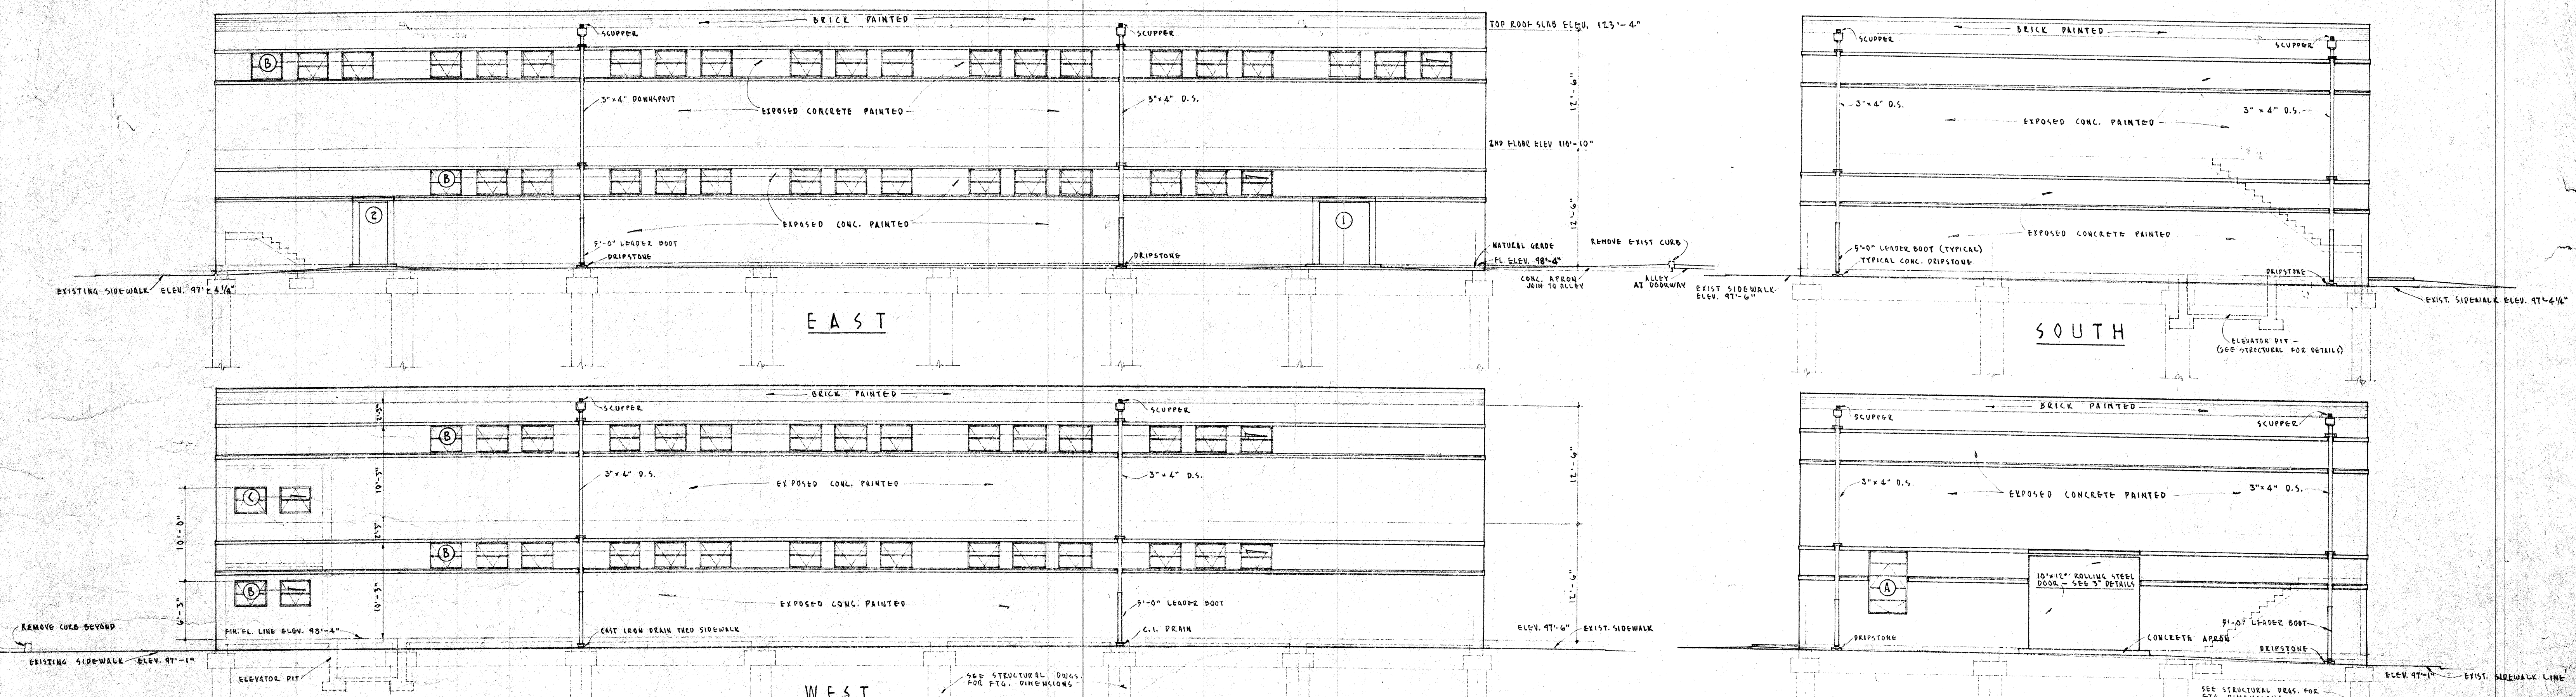 BRICK PAINTED
SCUPPER
SCUPPER
TOP ROOF SLAB ELEV. 123'-4"
B
3"x4" DOWNSPOUT
EXPOSED CONCRETE PAINTED
3"x4" D.S.
12'-6"
2ND FLOOR ELEV 110'-10"
B
2
EXPOSED CONC. PAINTED
1
12'-6"
5'-0" LEADER BOOT
DRIPSTONE
DRIPSTONE
NATURAL GRADE
FL. ELEV. 98'-4"
REMOVE EXIST CURB
CONC. APRON
JOIN TO ALLEY
ALLEY
AT DOORWAY
EXISTING SIDEWALK ELEV. 97'-4 1/4"
EAST
BRICK PAINTED
SCUPPER
SCUPPER
3"x4" D.S.
3"x4" D.S.
EXPOSED CONC. PAINTED
EXPOSED CONCRETE PAINTED
5'-0" LEADER BOOT (TYPICAL)
TYPICAL CONC. DRIPSTONE
DRIPSTONE
EXIST SIDEWALK
ELEV. 97'-6"
EXIST. SIDEWALK ELEV. 97'-4 1/4"
SOUTH
ELEVATOR PIT -
(SEE STRUCTURAL FOR DETAILS)
BRICK PAINTED
SCUPPER
SCUPPER
2'-3"
B
10'-3"
3"x4" D.S.
3"x4" D.S.
EXPOSED CONC. PAINTED
12'-6"
C
10'-0"
2'-3"
B
B
10'-3"
6'-3"
EXPOSED CONC. PAINTED
5'-0" LEADER BOOT
12'-6"
REMOVE CURB BEYOND
FIN. FL. LINE ELEV. 98'-4"
CAST IRON DRAIN THRU SIDEWALK
C.I. DRAIN
ELEV. 97'-6" EXIST. SIDEWALK
EXISTING SIDEWALK ELEV. 97'-1"
ELEVATOR PIT
SEE STRUCTURAL DWGS.
FOR FTG. DIMENSIONS
WEST
BRICK PAINTED
SCUPPER
SCUPPER
3"x4" D.S.
3"x4" D.S.
EXPOSED CONCRETE PAINTED
A
10'x12' ROLLING STEEL
DOOR - SEE 3" DETAILS
5'-0" LEADER BOOT
DRIPSTONE
CONCRETE APRON
DRIPSTONE
ELEV. 97'-1" EXIST. SIDEWALK LINE
SEE STRUCTURAL DRGS. FOR